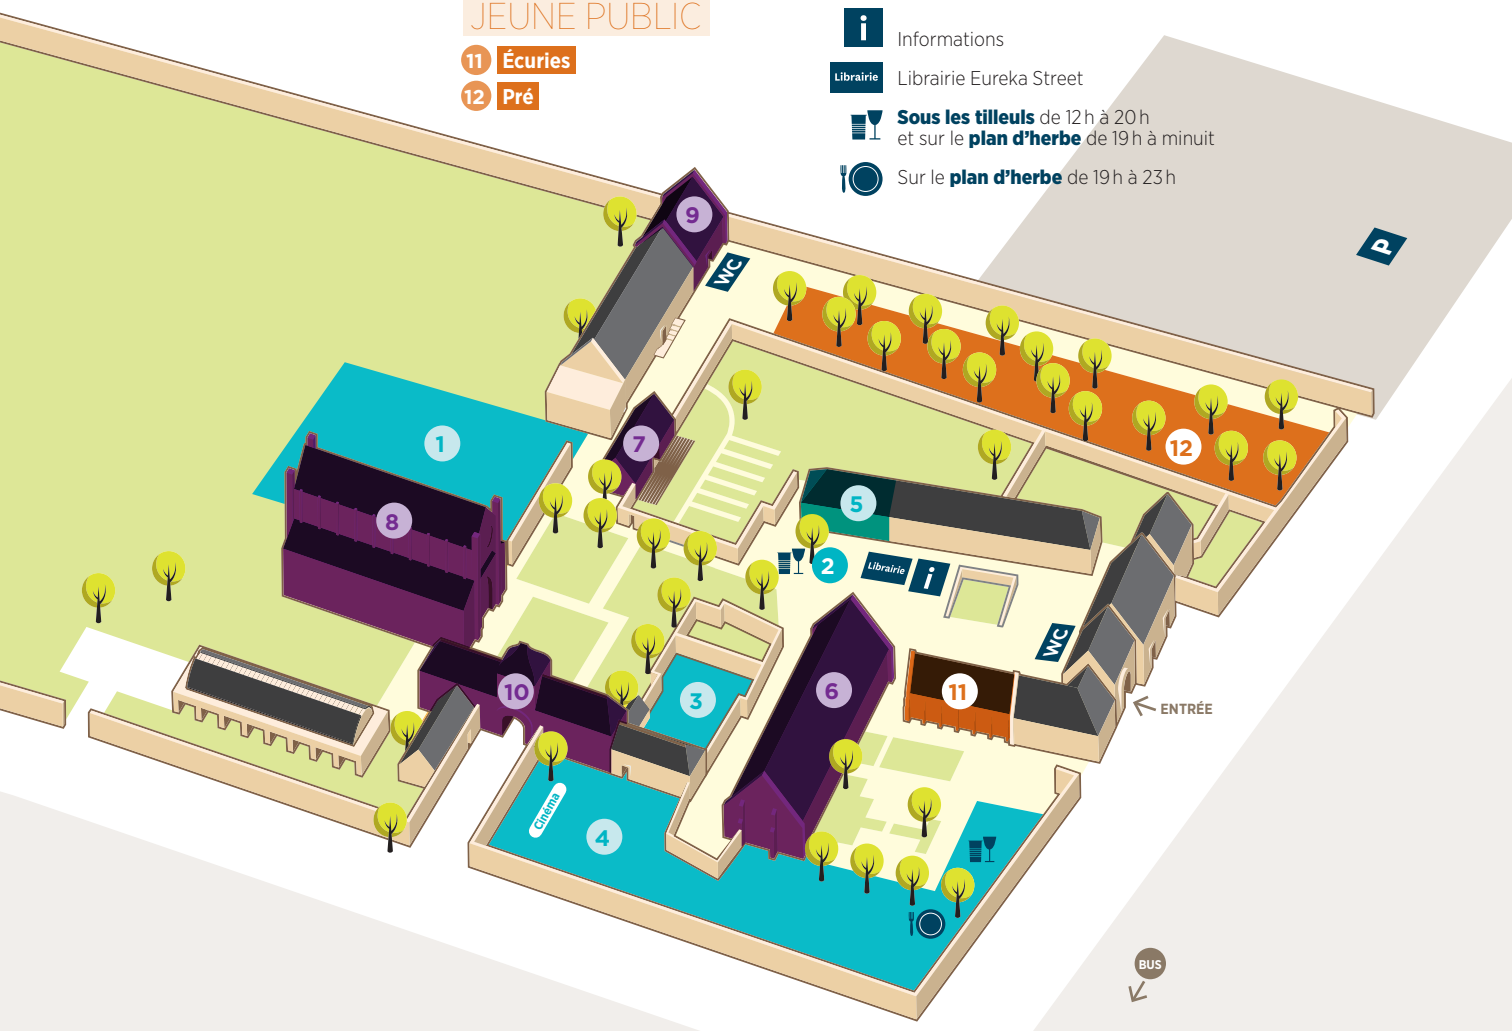 JEUNE PUBLIC
11 Écuries
12 Pré
i Informations
Librairie Librairie Eureka Street
Sous les tilleuls de 12 h à 20 h
et sur le plan d’herbe de 19 h à minuit
Sur le plan d’herbe de 19 h à 23 h
P
9
WC
1
7
12
8
5
2
Librairie
i
WC
10
3
6
11
ENTRÉE
Cinéma
4
BUS